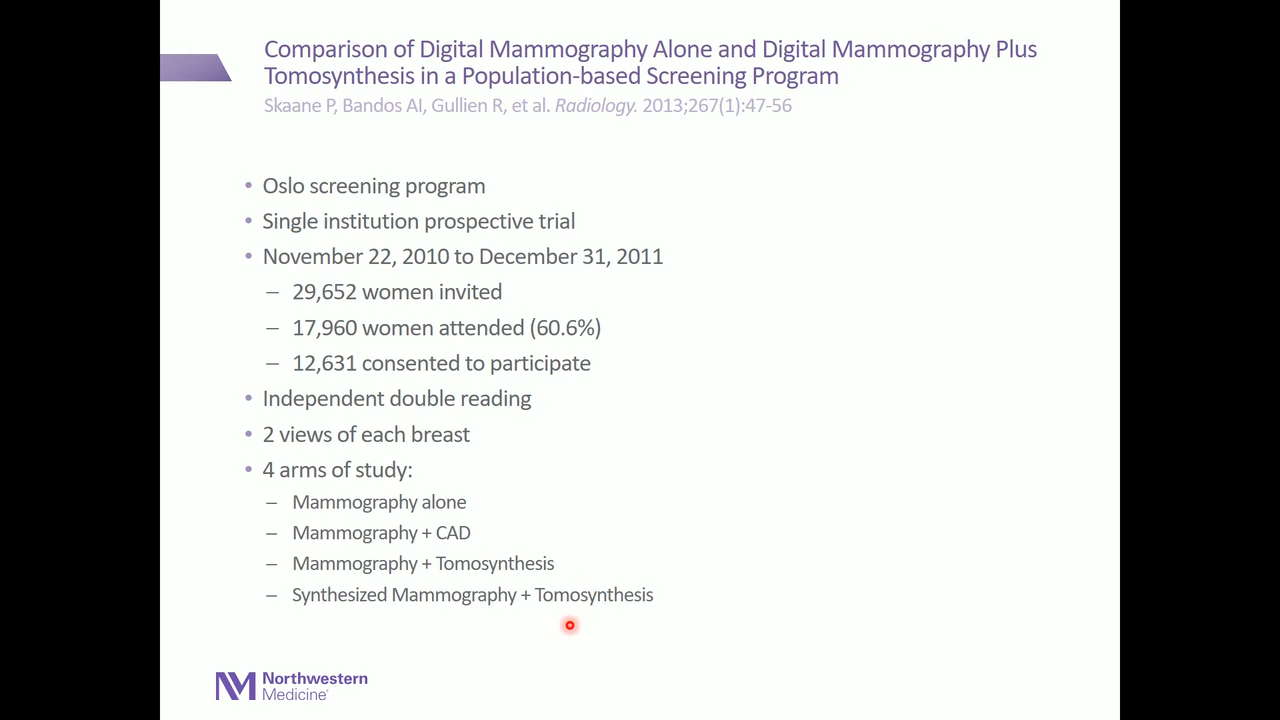 Comparison of Digital Mammography Alone and Digital Mammography Plus
Tomosynthesis in a Population-based Screening Program
Skaane P, Bandos AI, Gullien R, et al. Radiology. 2013;267(1):47-56
• Oslo screening program
• Single institution prospective trial
• November 22, 2010 to December 31, 2011
– 29,652 women invited
– 17,960 women attended (60.6%)
– 12,631 consented to participate
• Independent double reading
• 2 views of each breast
• 4 arms of study:
– Mammography alone
– Mammography + CAD
– Mammography + Tomosynthesis
– Synthesized Mammography + Tomosynthesis
NM Northwestern
Medicine®